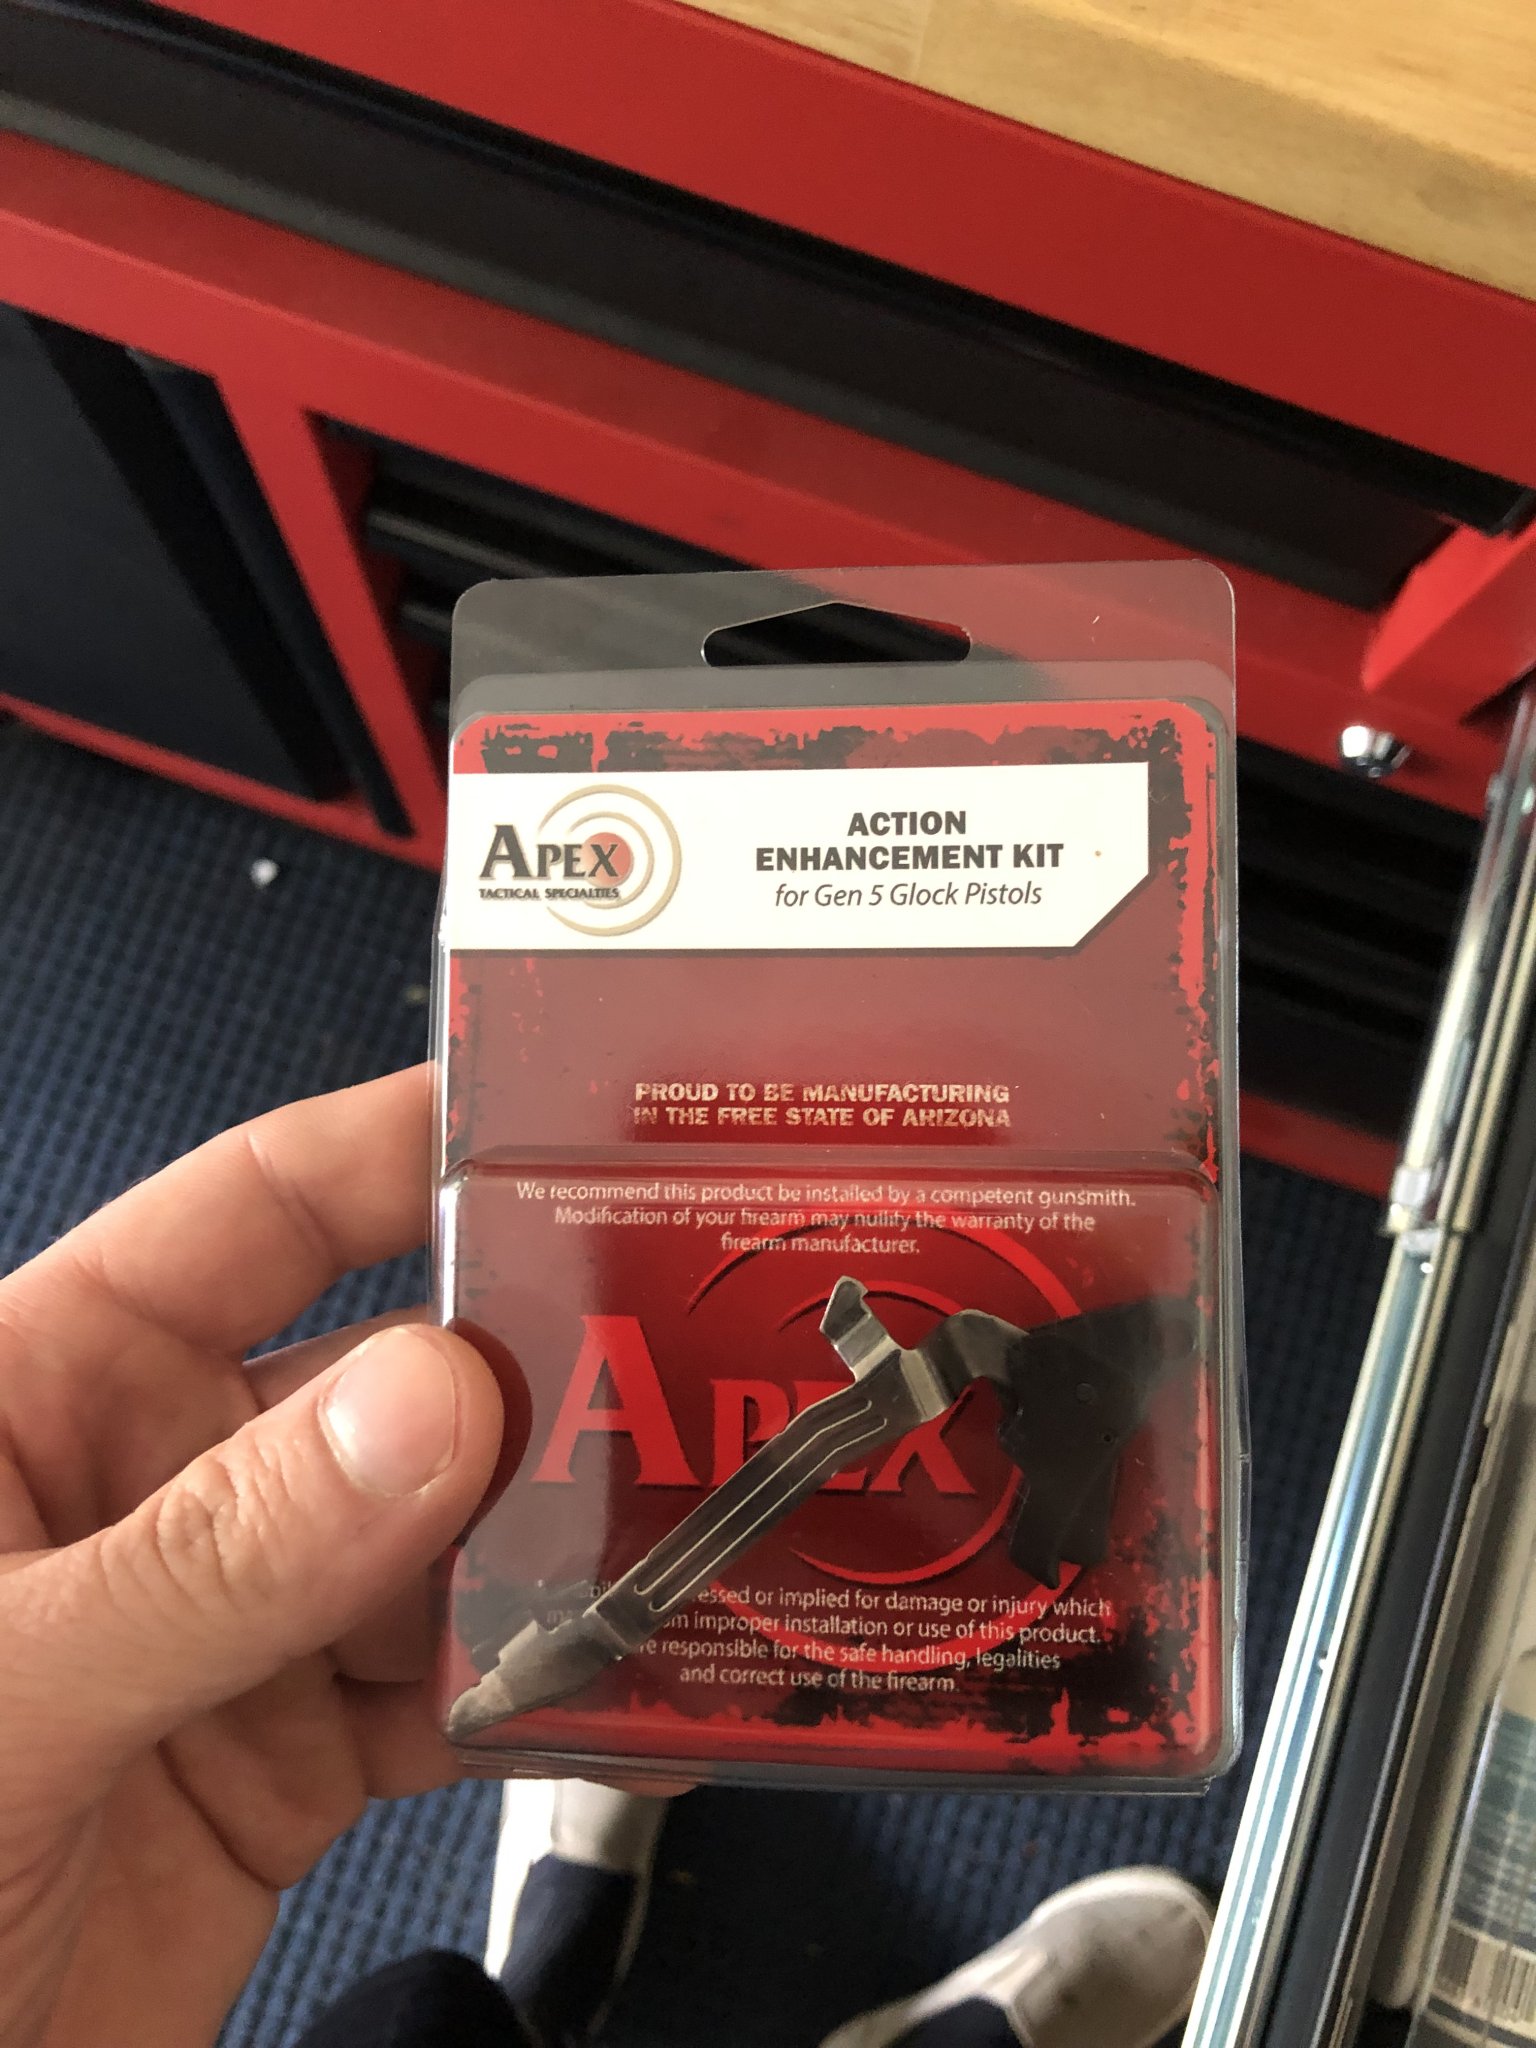 APEX
TACTICAL SPECIALTIES
ACTION
ENHANCEMENT KIT
for Gen 5 Glock Pistols
PROUD TO BE MANUFACTURING
IN THE FREE STATE OF ARIZONA
We recommend this product be installed by a competent gunsmith.
Modification of your firearm may nullify the warranty of the
firearm manufacturer.
APEX
or implied for damage or injury which
improper installation or use of this product.
responsible for the safe handling, legalities
and correct use of the firearm.